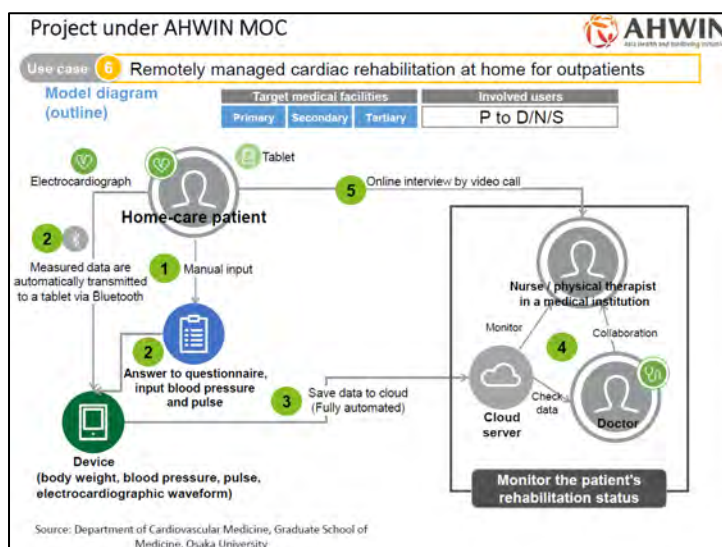 Project under AHWIN MOC
AHWIN
Use case 6 Remotely managed cardiac rehabilitation at home for outpatients
Model diagram
(outline)
Target medical facilities
Involved users
Primary Secondary Tertiary
P to D/N/S
Electrocardiograph
Tablet
5 Online interview by video call
Home-care patient
2
Measured data are
automatically transmitted
to a tablet via Bluetooth
1 Manual input
Nurse / physical therapist
in a medical institution
2
Answer to questionnaire,
input blood pressure
and pulse
Monitor
4
Collaboration
3 Save data to cloud
(Fully automated)
Cloud
server
Check
data
Doctor
Device
(body weight, blood pressure, pulse,
electrocardiographic waveform)
Monitor the patient's
rehabilitation status
Source: Department of Cardiovascular Medicine, Graduate School of
Medicine, Osaka University